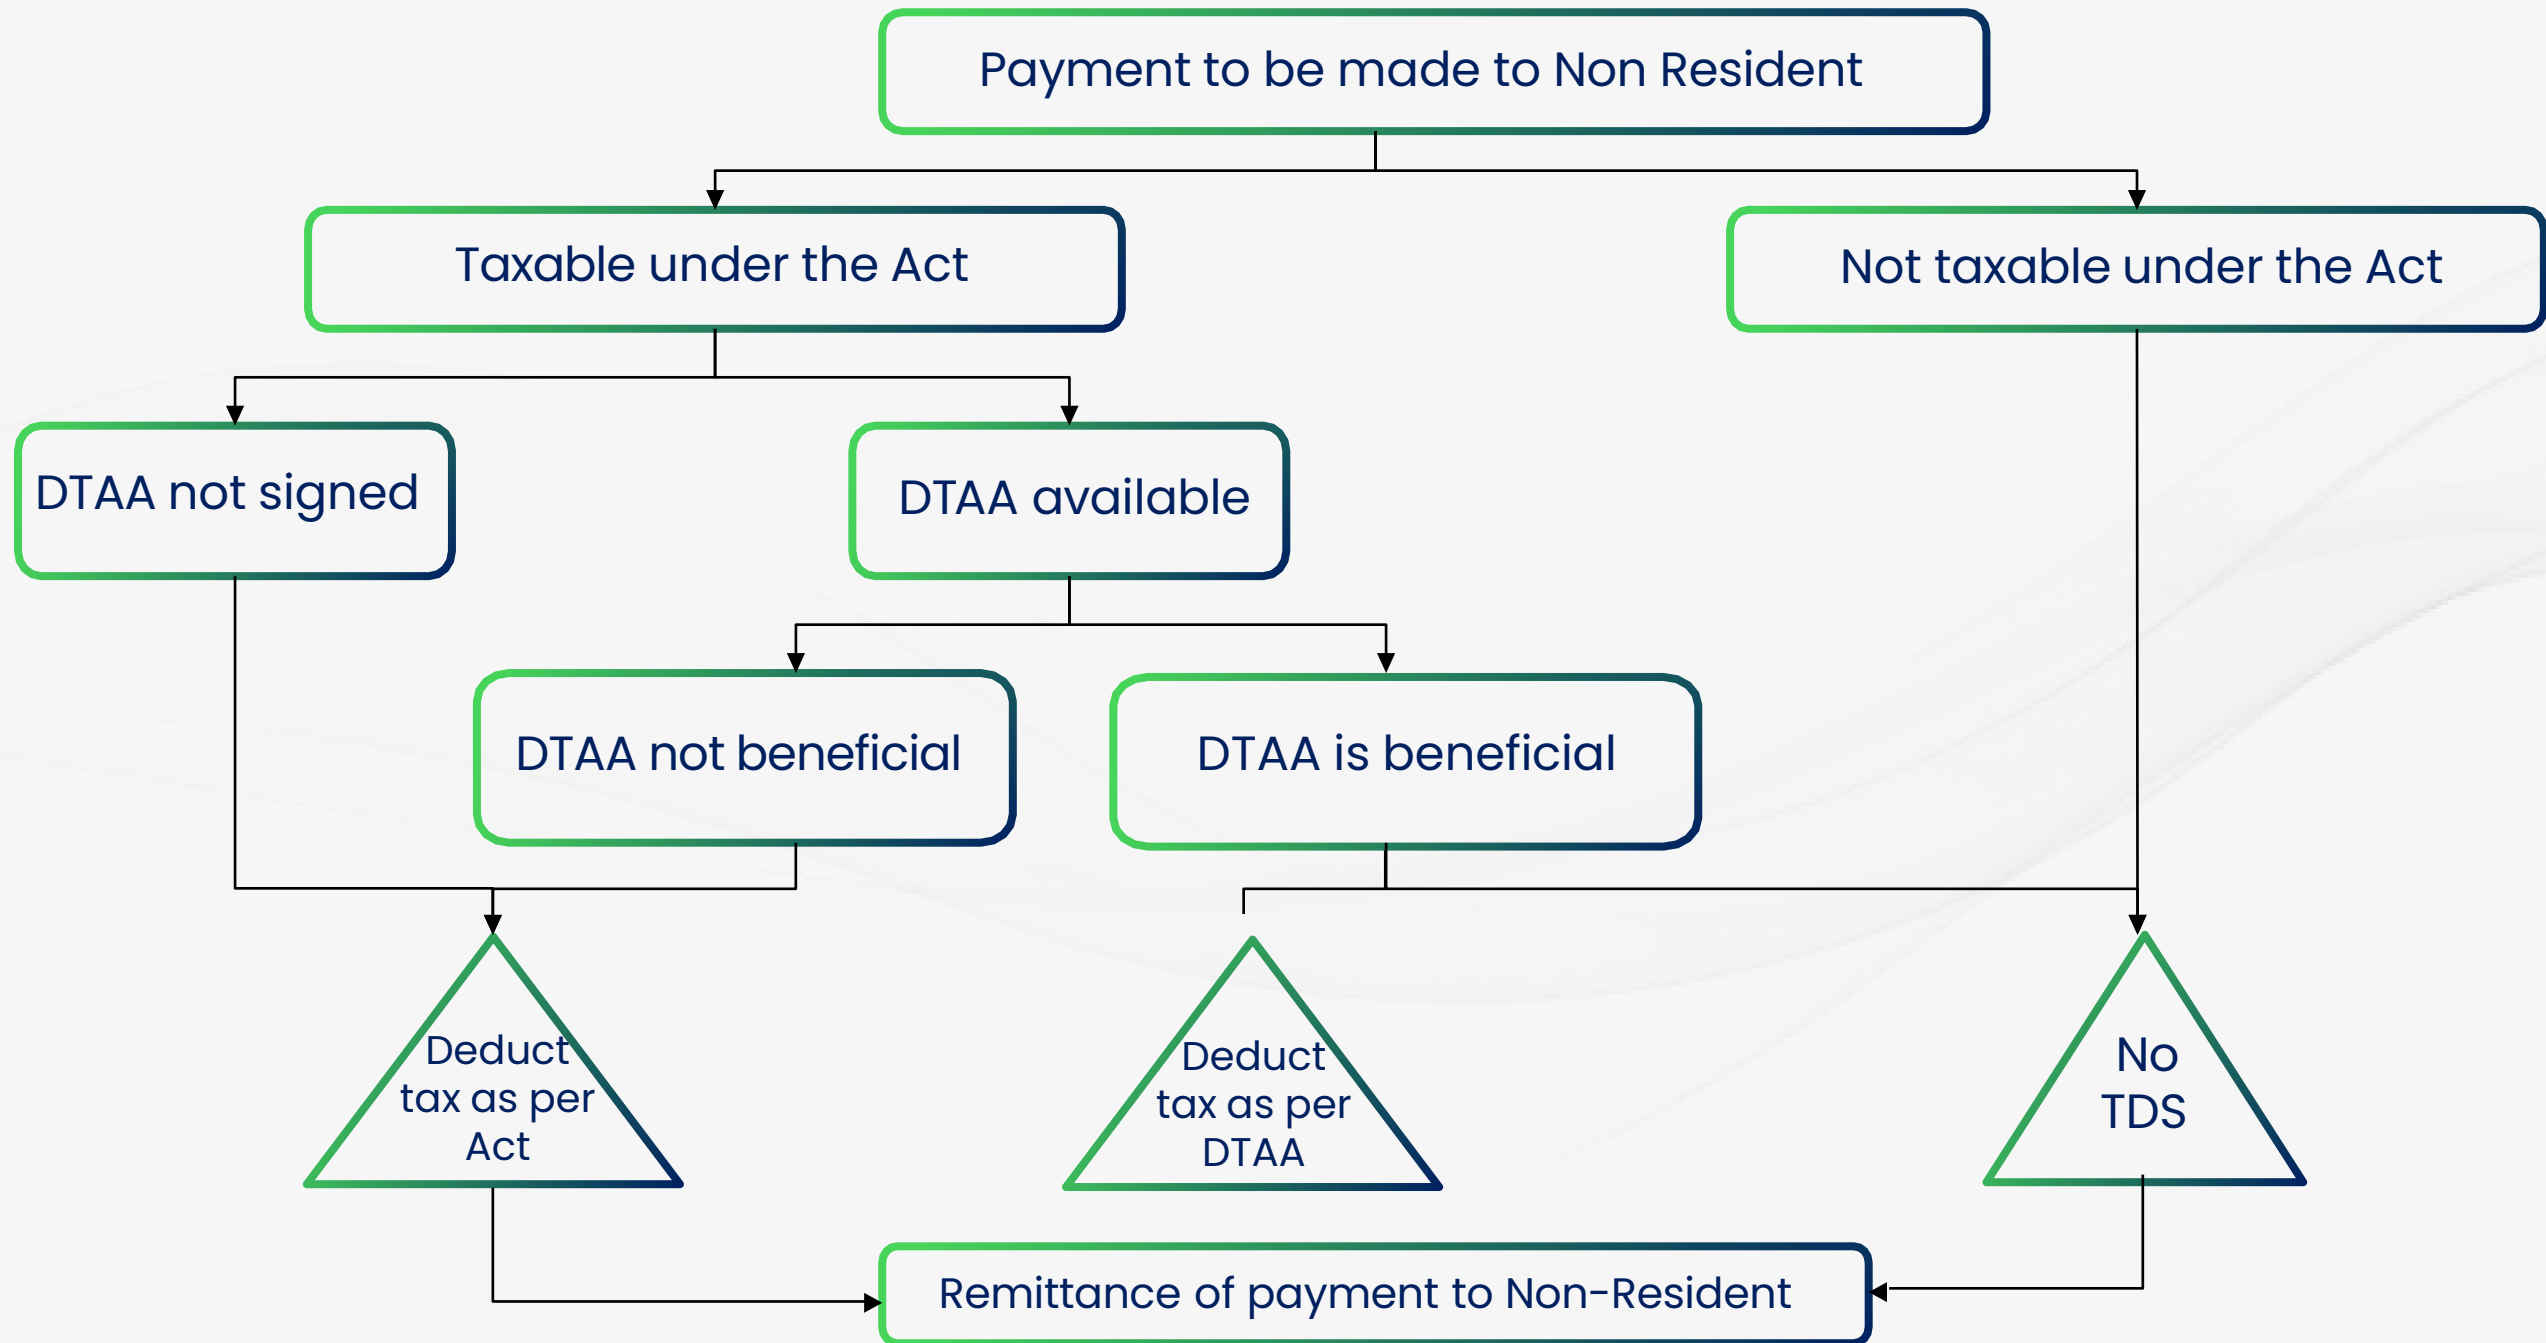 Payment to be made to Non Resident
Taxable under the Act
Not taxable under the Act
DTAA not signed
DTAA available
DTAA not beneficial
DTAA is beneficial
Deduct
tax as per
Act
Deduct
tax as per
DTAA
No
TDS
Remittance of payment to Non-Resident